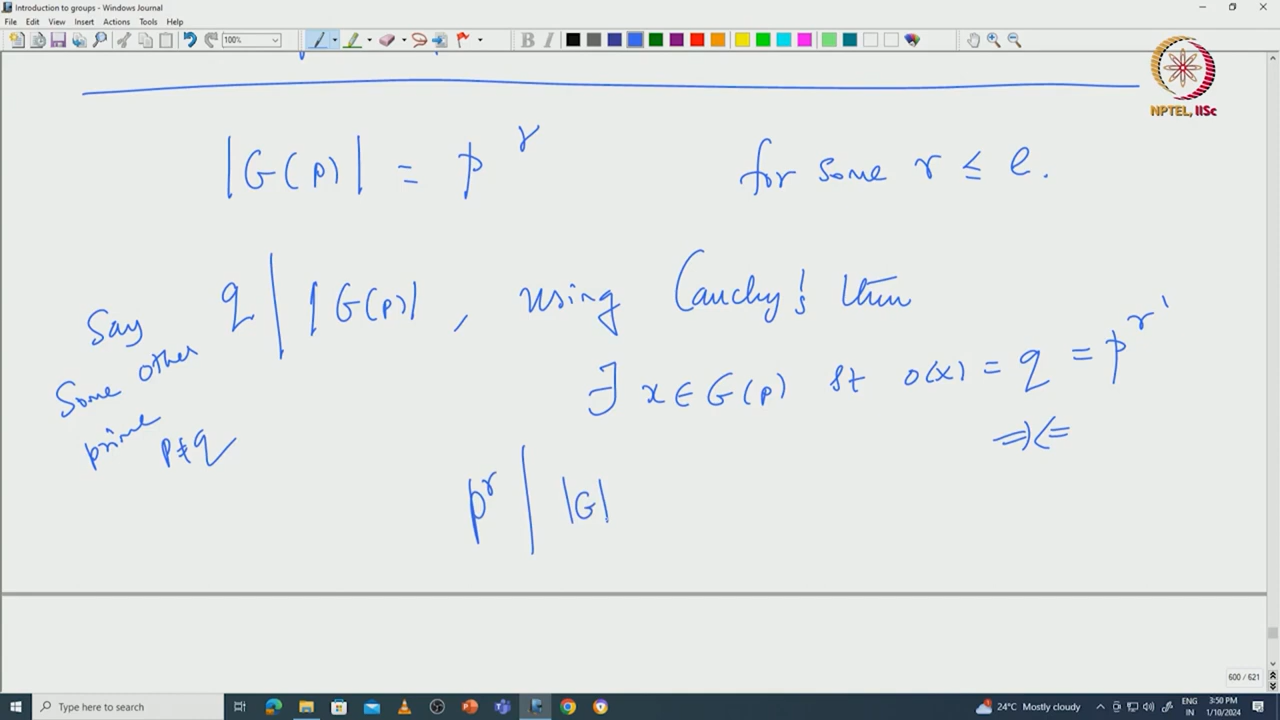 Introduction to groups - Windows Journal
File Edit View Insert Actions Tools Help
100%
B I
NPTEL, IISc
|G(p)| = p^r for some r ≤ e.
Say q | |G(p)|, using Cauchy's thm
some other prime p≠q
∃ x ∈ G(p) st o(x) = q = p^r'
⇒⇐
p^r | |G|
600 / 621
Type here to search
24°C Mostly cloudy
ENG IN
3:50 PM
1/10/2024